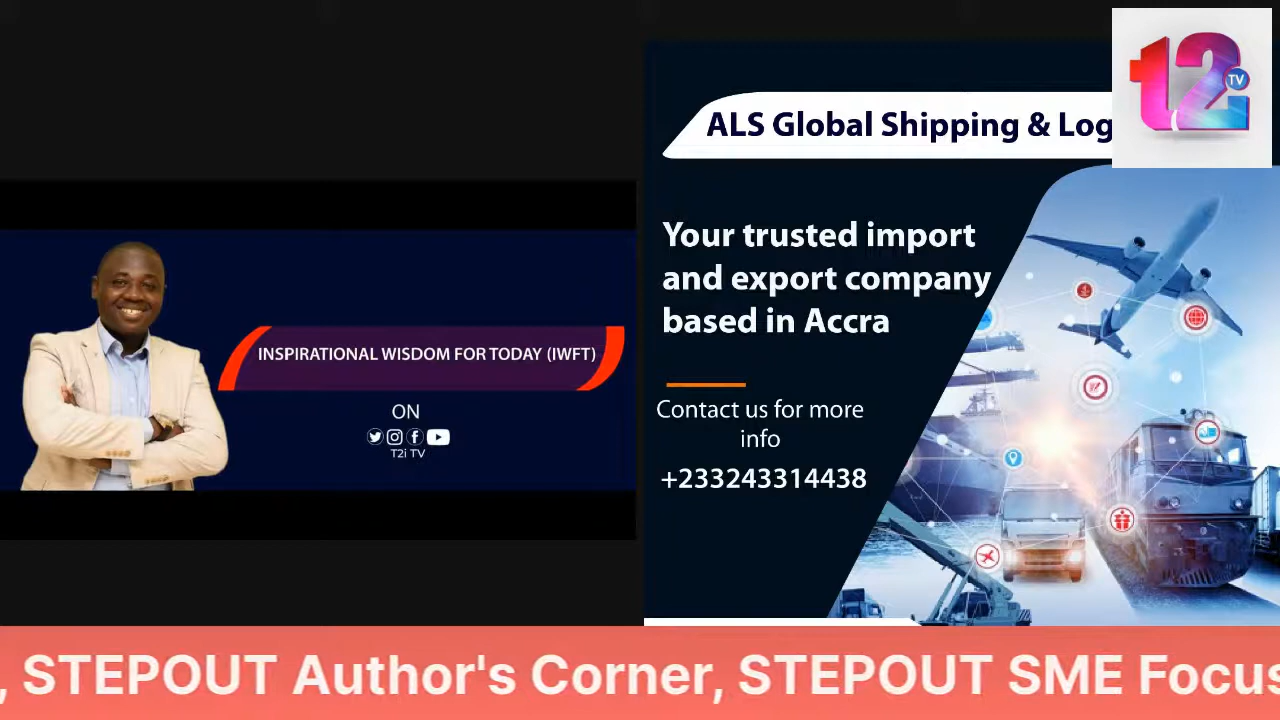 INSPIRATIONAL WISDOM FOR TODAY (IWFT)
ON
T2i TV
ALS Global Shipping & Log
t2i TV
Your trusted import
and export company
based in Accra
Contact us for more
info
+233243314438
, STEPOUT Author's Corner, STEPOUT SME Focus